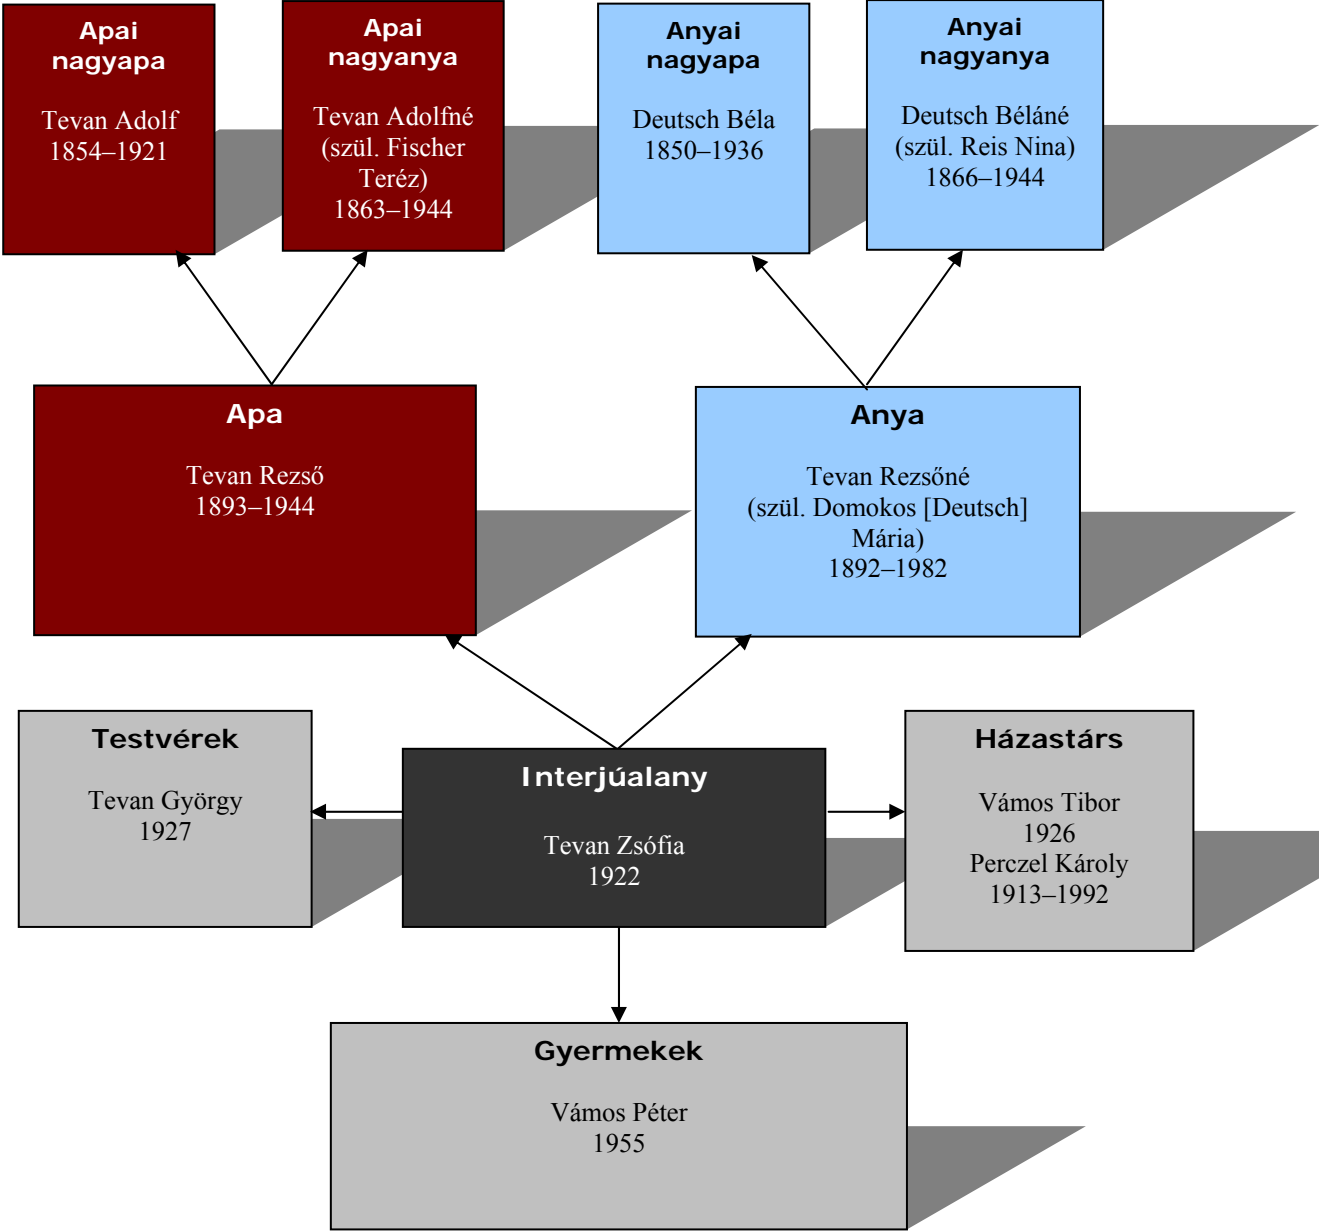 Apai
nagyapa
Tevan Adolf
1854–1921
Apai
nagyanya
Tevan Adolfné
(szül. Fischer
Teréz)
1863–1944
Anyai
nagyapa
Deutsch Béla
1850–1936
Anyai
nagyanya
Deutsch Béláné
(szül. Reis Nina)
1866–1944
Apa
Tevan Rezső
1893–1944
Anya
Tevan Rezsőné
(szül. Domokos [Deutsch]
Mária)
1892–1982
Testvérek
Tevan György
1927
Interjúalany
Tevan Zsófia
1922
Házastárs
Vámos Tibor
1926
Perczel Károly
1913–1992
Gyermekek
Vámos Péter
1955